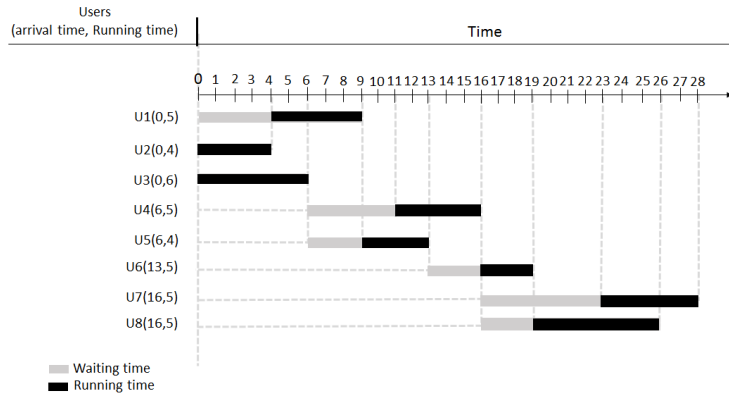 Users
(arrival time, Running time)
Time
0 1 2 3 4 5 6 7 8 9 10 11 12 13 14 15 16 17 18 19 20 21 22 23 24 25 26 27 28
U1(0,5)
U2(0,4)
U3(0,6)
U4(6,5)
U5(6,4)
U6(13,5)
U7(16,5)
U8(16,5)
Waiting time
Running time